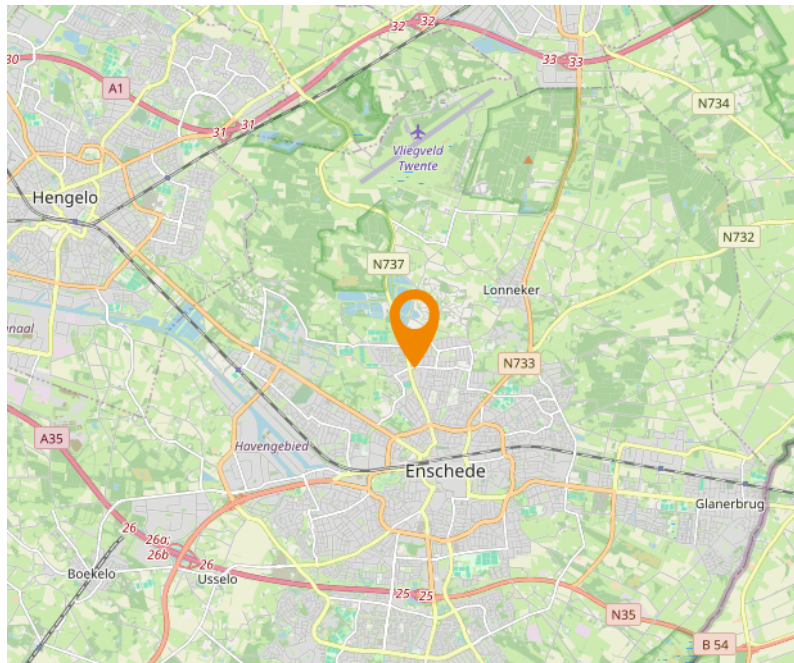 32
32
30
33
33
A1
N734
31
31
Vliegveld
Twente
Hengelo
N732
N737
Lonneker
naal
N733
A35
Havengebied
Enschede
Glanerbrug
26
26a;
26b
26
Boekelo
Usselo
25
25
N35
B 54